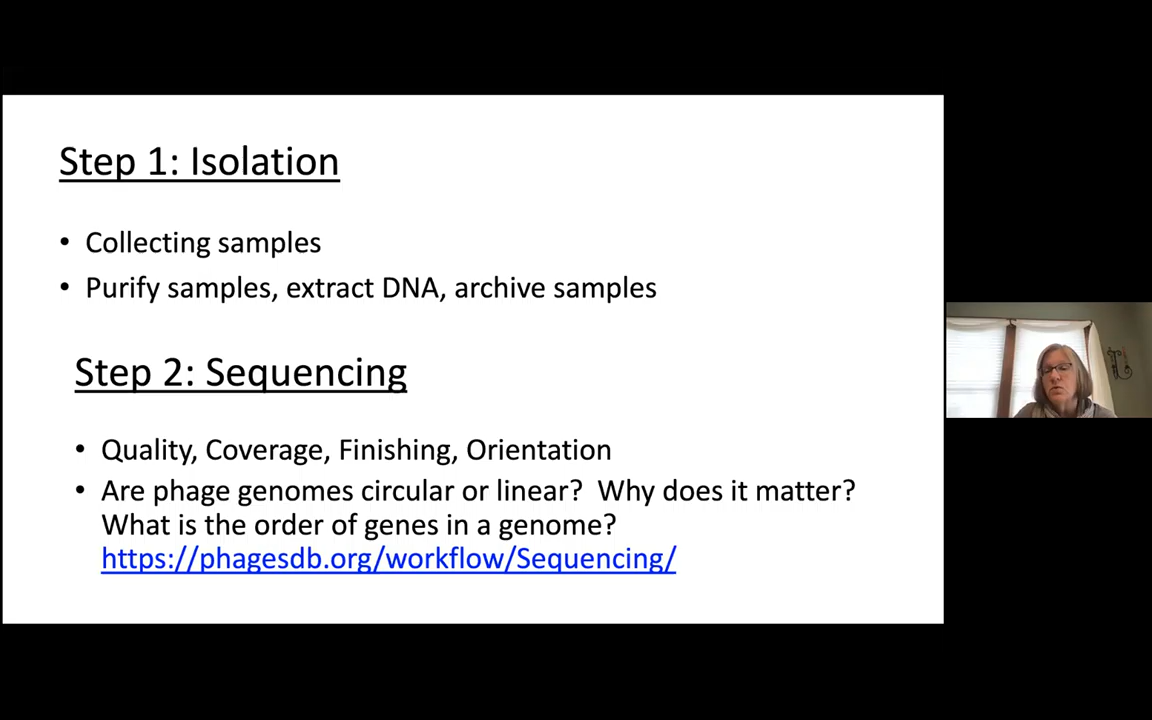 Step 1: Isolation
• Collecting samples
• Purify samples, extract DNA, archive samples
Step 2: Sequencing
• Quality, Coverage, Finishing, Orientation
• Are phage genomes circular or linear?  Why does it matter?
What is the order of genes in a genome?
https://phagesdb.org/workflow/Sequencing/